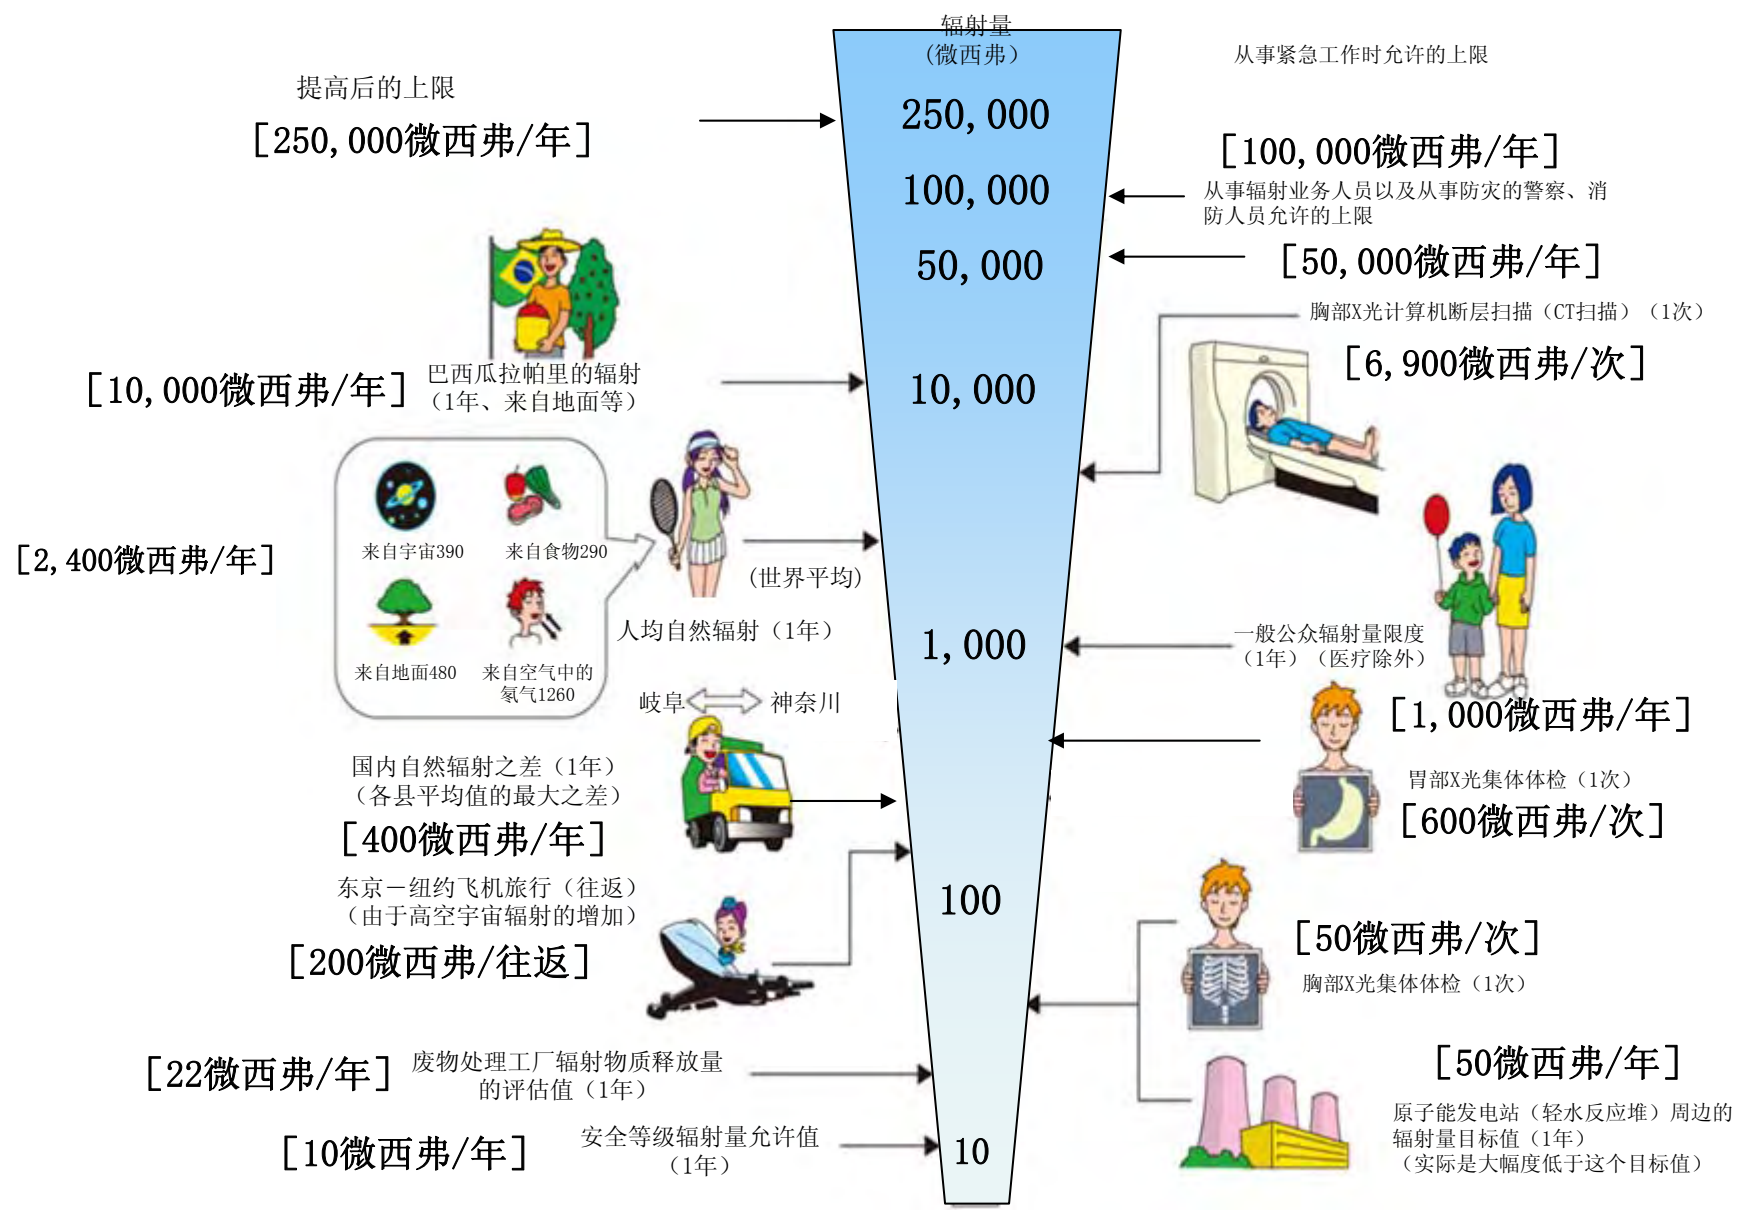 辐射量
(微西弗)
250,000
100,000
50,000
10,000
1,000
100
10
提高后的上限
[250,000微西弗/年]
[10,000微西弗/年]
巴西瓜拉帕里的辐射
（1年、来自地面等）
[2,400微西弗/年]
来自宇宙390
来自食物290
来自地面480
来自空气中的
氡气1260
(世界平均)
人均自然辐射（1年）
岐阜
神奈川
国内自然辐射之差（1年）
（各县平均值的最大之差）
[400微西弗/年]
东京－纽约飞机旅行（往返）
（由于高空宇宙辐射的增加）
[200微西弗/往返]
[22微西弗/年]
废物处理工厂辐射物质释放量
的评估值（1年）
[10微西弗/年]
安全等级辐射量允许值
（1年）
从事紧急工作时允许的上限
[100,000微西弗/年]
从事辐射业务人员以及从事防灾的警察、消
防人员允许的上限
[50,000微西弗/年]
胸部X光计算机断层扫描（CT扫描）（1次）
[6,900微西弗/次]
一般公众辐射量限度
（1年）（医疗除外）
[1,000微西弗/年]
胃部X光集体体检（1次）
[600微西弗/次]
[50微西弗/次]
胸部X光集体体检（1次）
[50微西弗/年]
原子能发电站（轻水反应堆）周边的
辐射量目标值（1年）
（实际是大幅度低于这个目标值）